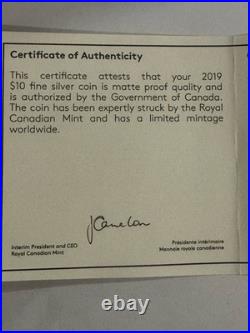 Certificate of Authenticity
This certificate attests that your 2019
$10 fine silver coin is matte proof quality and
is authorized by the Government of Canada.
The coin has been expertly struck by the Royal
Canadian Mint and has a limited mintage
worldwide.
Interim President and CEO
Royal Canadian Mint
Présidente intérimaire
Monnaie royale canadienne